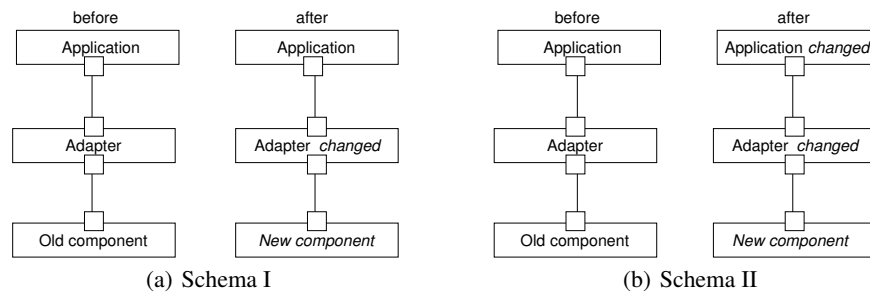 before after before after
Application Application Application Application changed
Adapter Adapter changed Adapter Adapter changed
Old component New component Old component New component
(a) Schema I (b) Schema II